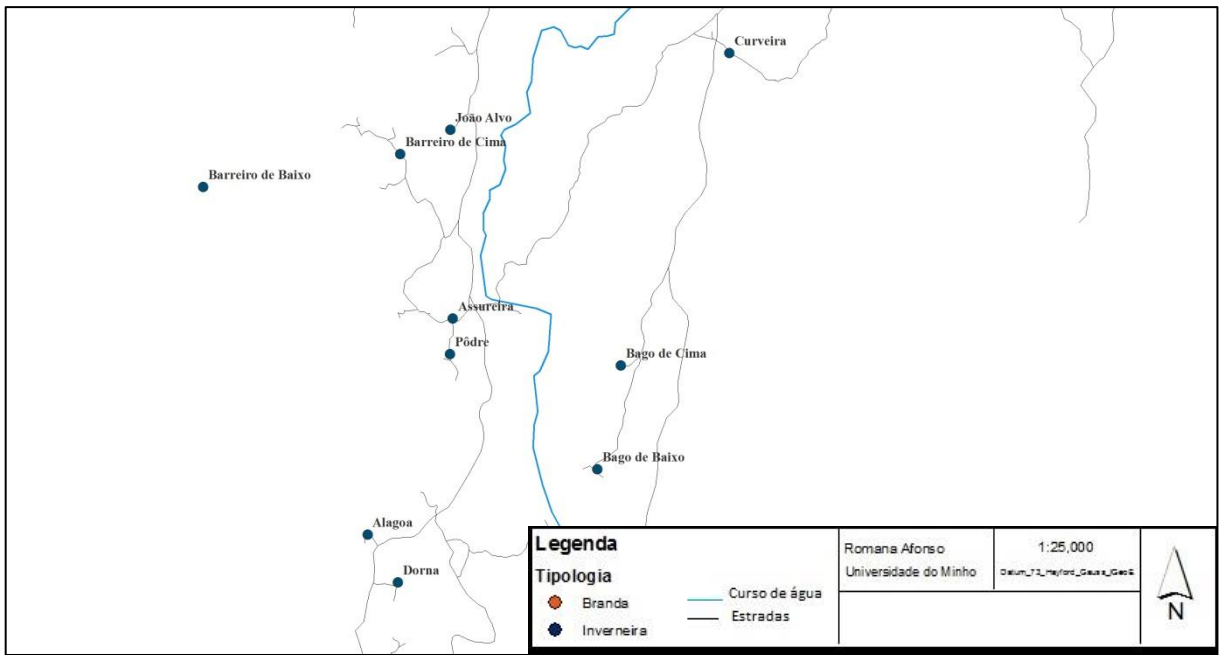 Curveira
João Alvo
Barreiro de Cima
Barreiro de Baixo
Assureira
Pôdre
Bago de Cima
Bago de Baixo
Alagoa
Dorna
Legenda
Tipologia
Branda
Inverneira
Curso de água
Estradas
Romana Afonso
Universidade do Minho
1:25,000
N